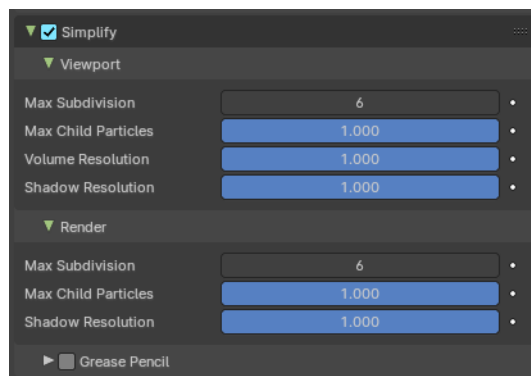 Simplify
Viewport
Max Subdivision 6
Max Child Particles 1.000
Volume Resolution 1.000
Shadow Resolution 1.000
Render
Max Subdivision 6
Max Child Particles 1.000
Shadow Resolution 1.000
Grease Pencil